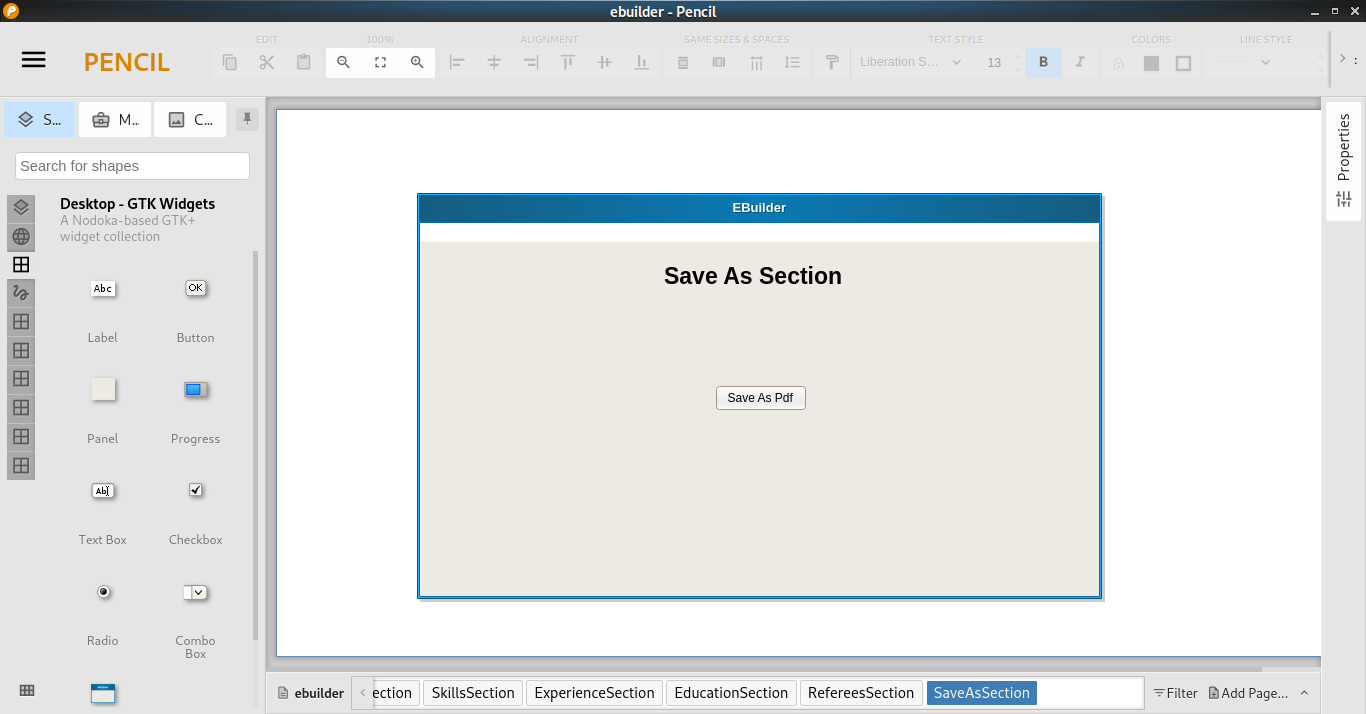 ebuilder - Pencil
EDIT
100%
ALIGNMENT
SAME SIZES & SPACES
TEXT STYLE
COLORS
LINE STYLE
PENCIL
Liberation S...
13
B
I
A
S...
M..
C...
Search for shapes
Desktop - GTK Widgets
A Nodoka-based GTK+
widget collection
Abc
OK
Label
Button
Panel
Progress
Ab
Text Box
Checkbox
Radio
Combo
Box
EBuilder
Save As Section
Save As Pdf
Properties
ebuilder
ection
SkillsSection
ExperienceSection
EducationSection
RefereesSection
SaveAsSection
Filter
Add Page...